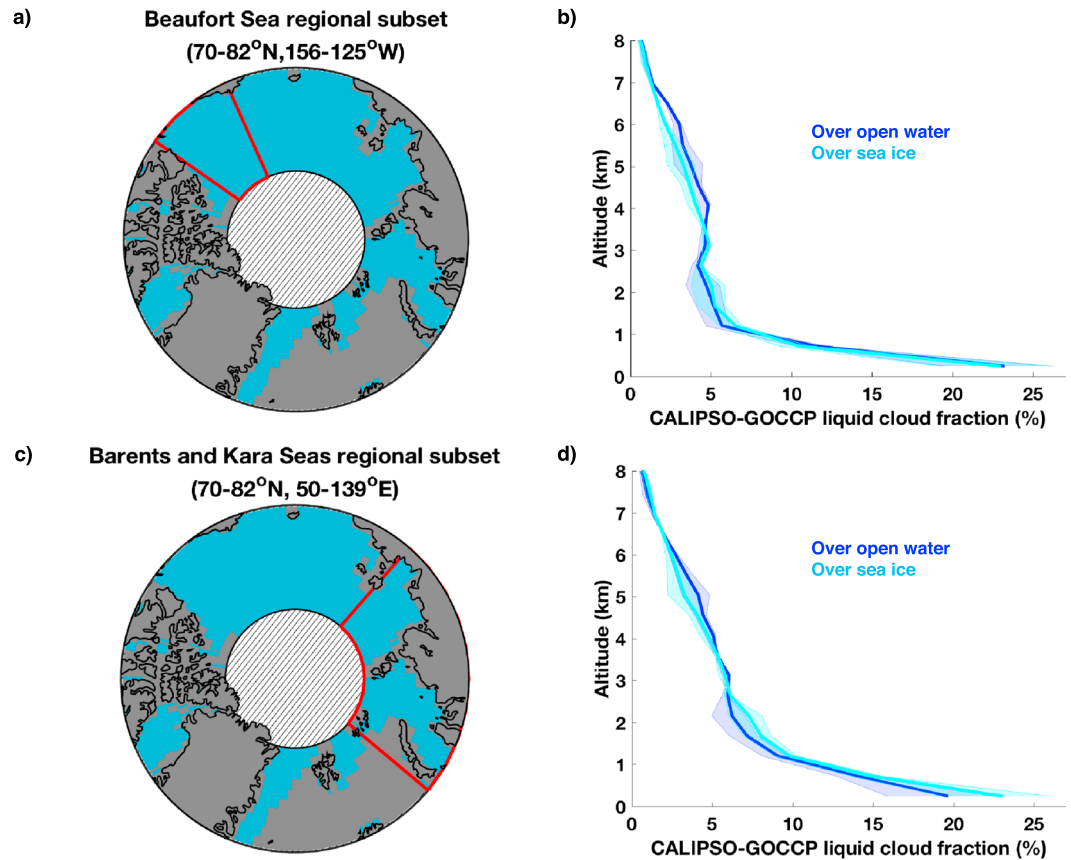 a)
Beaufort Sea regional subset
(70-82°N,156-125°W)
b)
8
7
6
5
4
3
2
1
0
Altitude (km)
Over open water
Over sea ice
0 5 10 15 20 25
CALIPSO-GOCCP liquid cloud fraction (%)
c)
Barents and Kara Seas regional subset
(70-82°N, 50-139°E)
d)
8
7
6
5
4
3
2
1
0
Altitude (km)
Over open water
Over sea ice
0 5 10 15 20 25
CALIPSO-GOCCP liquid cloud fraction (%)